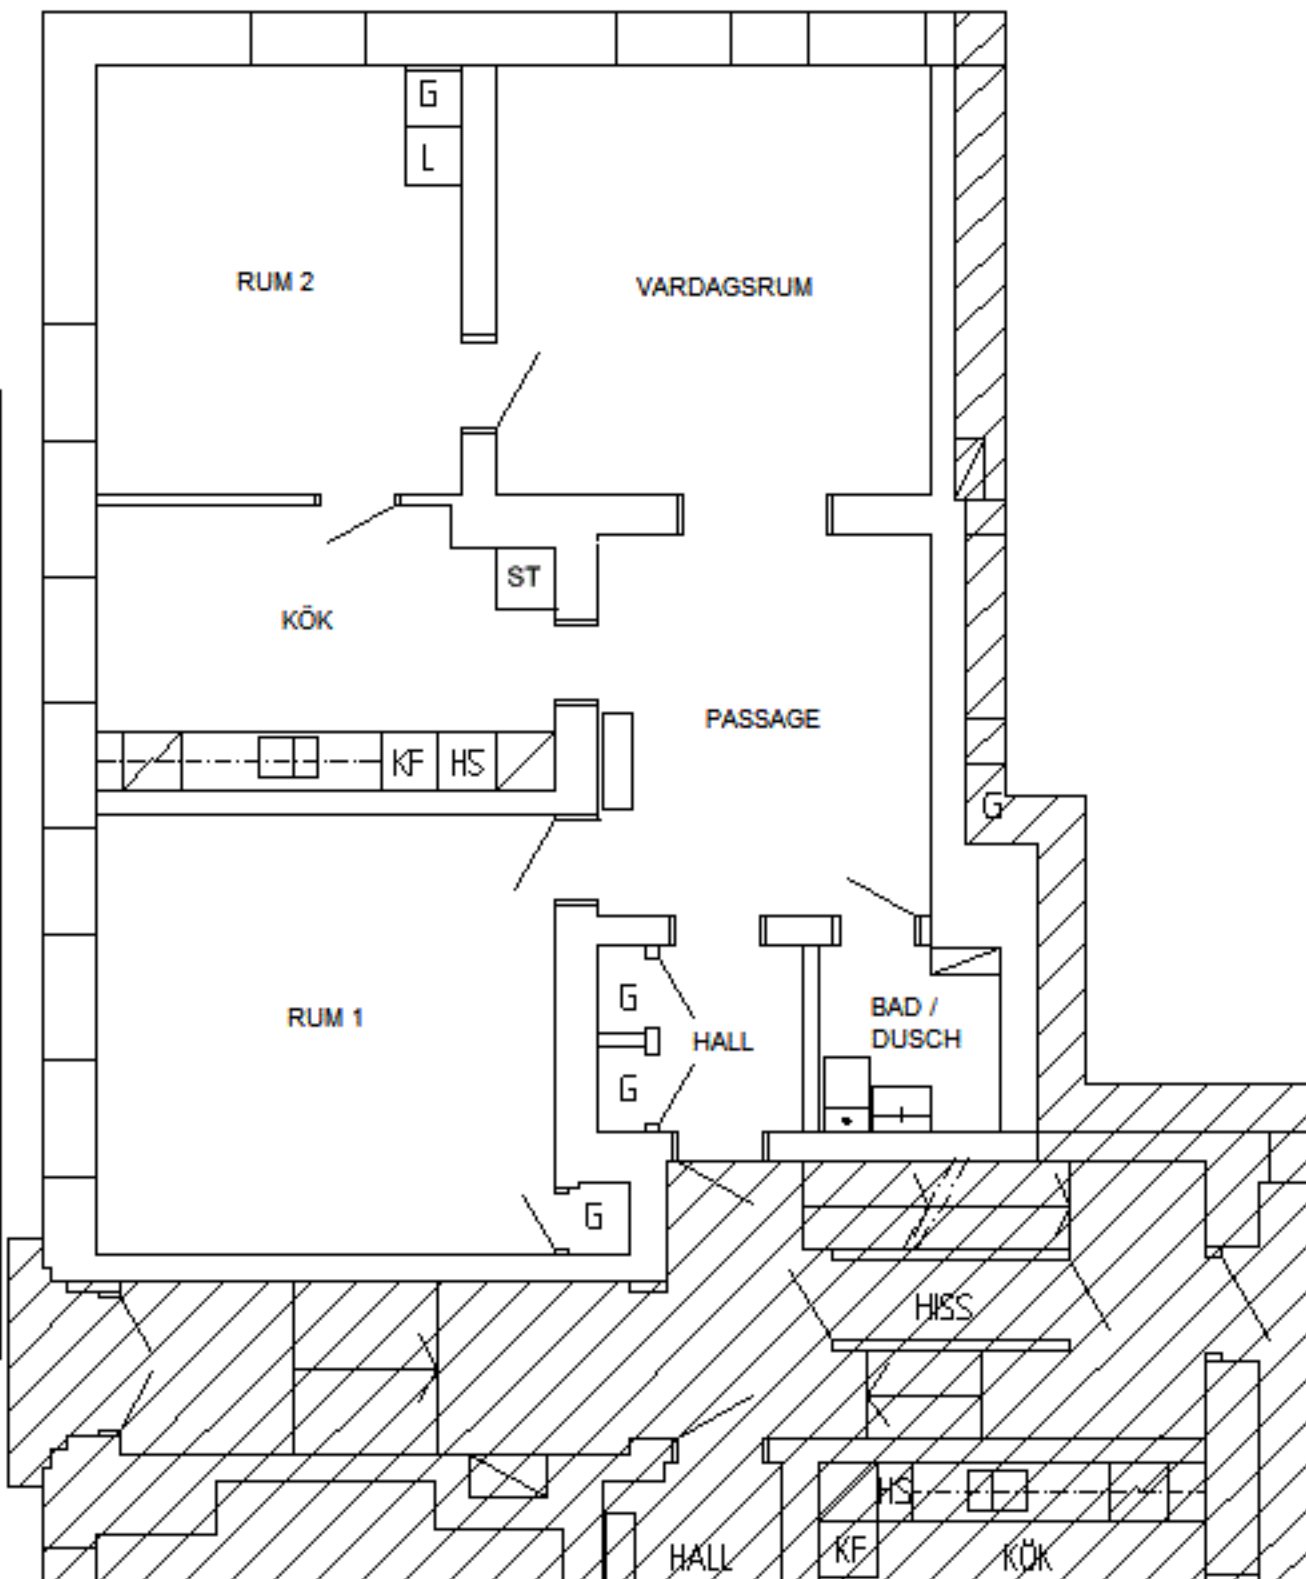 G
L
RUM 2
VARDAGSRUM
ST
KÖK
PASSAGE
KF
HS
G
G
BAD /
DUSCH
RUM 1
HALL
G
G
HISS
HS
KF
HALL
KÖK